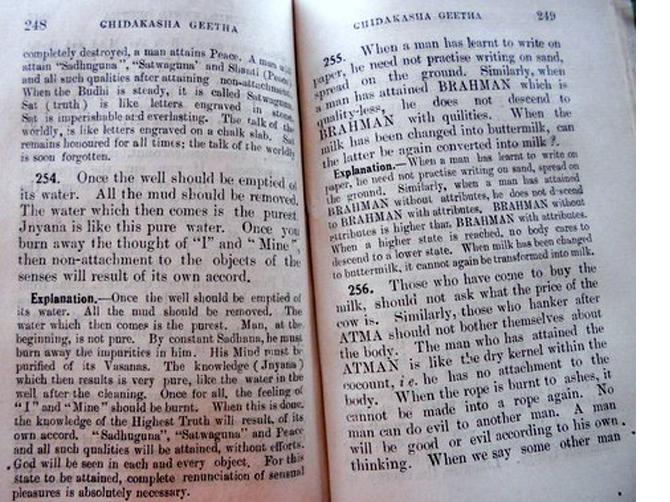 248 CHIDAKASHA GEETHA
completely destroyed, a man attains Peace. A man will
attain "Sadhuguna", "Satwaguna" and Shanti (Peace)
and all such qualities after attaining non-attachment.
When the Budhi is steady, it is called Satwaguna
Sat (truth) is like letters engraved in stone.
Sat is imperishable and everlasting. The talk of the
worldly, is like letters engraved on a chalk slab. Sat
remains honoured for all times; the talk of the worldly
is soon forgotten.
254. Once the well should be emptied of
its water. All the mud should be removed.
The water which then comes is the purest.
Jnyana is like this pure water. Once you
burn away the thought of "I" and "Mine",
then non-attachment to the objects of the
senses will result of its own accord.
Explanation.—Once the well should be emptied of
its water. All the mud should be removed. The
water which then comes is the purest. Man, at the
beginning, is not pure. By constant Sadhana, he must
burn away the impurities in him. His Mind must be
purified of its Vasanas. The knowledge (Jnyana)
which then results is very pure, like the water in the
well after the cleaning. Once for all, the feeling of
"I" and "Mine" should be burnt. When this is done,
the knowledge of the Highest Truth will result, of its
own accord. "Sadhuguna", "Satwaguna" and Peace
and all such qualities will be attained, without efforts.
God will be seen in each and every object. For this
state to be attained, complete renunciation of sensual
pleasures is absolutely necessary.
CHIDAKASHA GEETHA 249
255. When a man has learnt to write on
paper, he need not practise writing on sand,
spread on the ground. Similarly, when
a man has attained BRAHMAN which is
quality-less, he does not descend to
BRAHMAN with qulities. When the
milk has been changed into buttermilk, can
the latter be again converted into milk?
Explanation.—When a man has learnt to write on
paper, he need not practise writing on sand, spread on
the ground. Similarly, when a man has attained
BRAHMAN without attributes, he does not descend
to BRAHMAN with attributes. BRAHMAN without
attributes is higher that, BRAHMAN with attributes.
When a higher state is reached, no body cares to
descend to a lower state. When milk has been changed
to buttermilk, it cannot again be transformed into milk.
256. Those who have come to buy the
milk, should not ask what the price of the
cow is. Similarly, those who hanker after
ATMA should not bother themselves about
the body. The man who has attained the
ATMAN is like the dry kernel within the
cocount, i e. he has no attachment to the
body. When the rope is burnt to ashes, it
cannot be made into a rope again. No
man can do evil to another man. A man
will be good or evil according to his own
thinking. When we say some other man